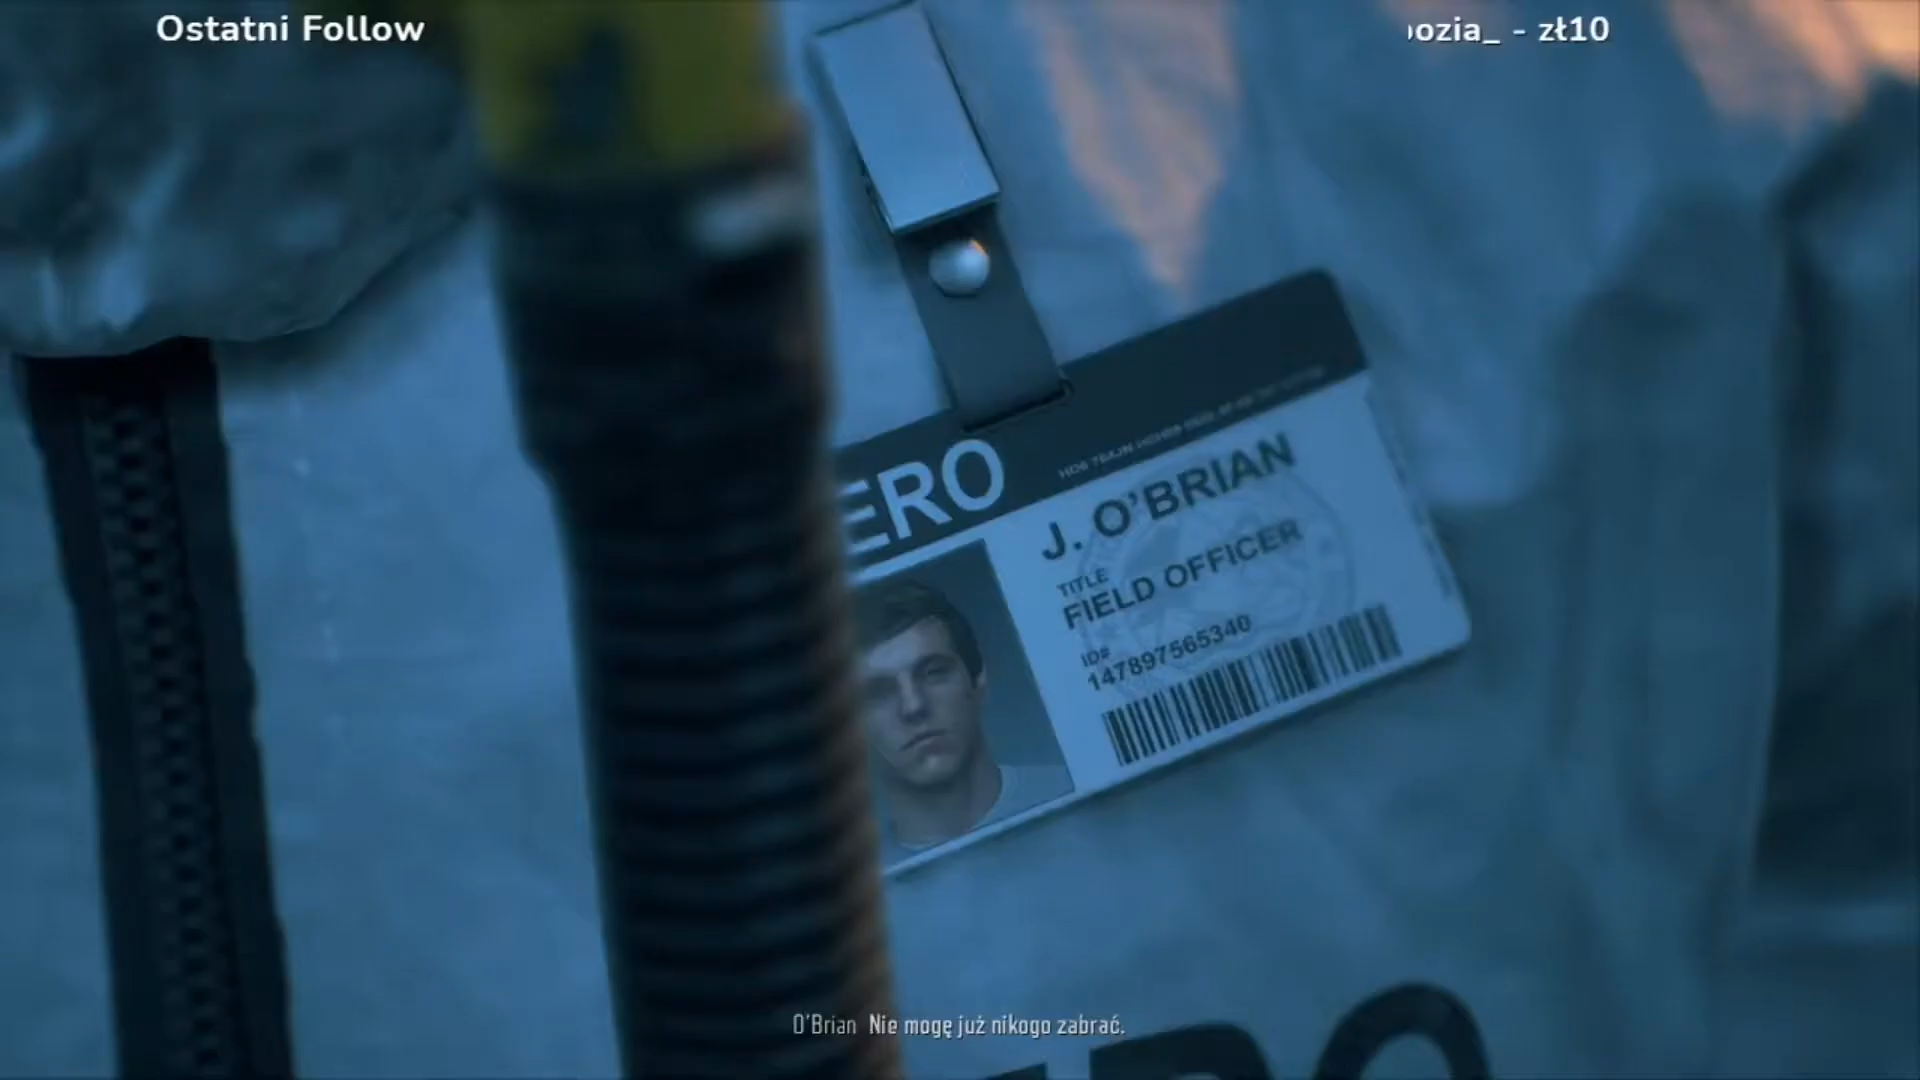 Ostatni Follow
ozia_ - zł10
ERO
J. O'BRIAN
TITLE
FIELD OFFICER
ID#
147897565340
O'Brian Nie mogę już nikogo zabrać.